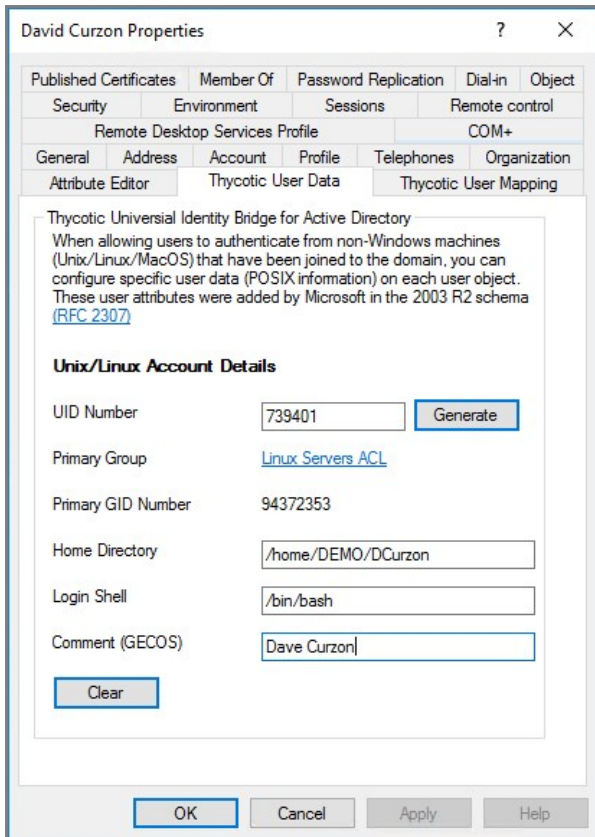 David Curzon Properties ? ×
Published Certificates Member Of Password Replication Dial-in Object
Security Environment Sessions Remote control
Remote Desktop Services Profile COM+
General Address Account Profile Telephones Organization
Attribute Editor Thycotic User Data Thycotic User Mapping
Thycotic Universial Identity Bridge for Active Directory
When allowing users to authenticate from non-Windows machines
(Unix/Linux/MacOS) that have been joined to the domain, you can
configure specific user data (POSIX information) on each user object.
These user attributes were added by Microsoft in the 2003 R2 schema
(RFC 2307)
Unix/Linux Account Details
UID Number 739401 Generate
Primary Group Linux Servers ACL
Primary GID Number 94372353
Home Directory /home/DEMO/DCurzon
Login Shell /bin/bash
Comment (GECOS) Dave Curzon
Clear
OK Cancel Apply Help